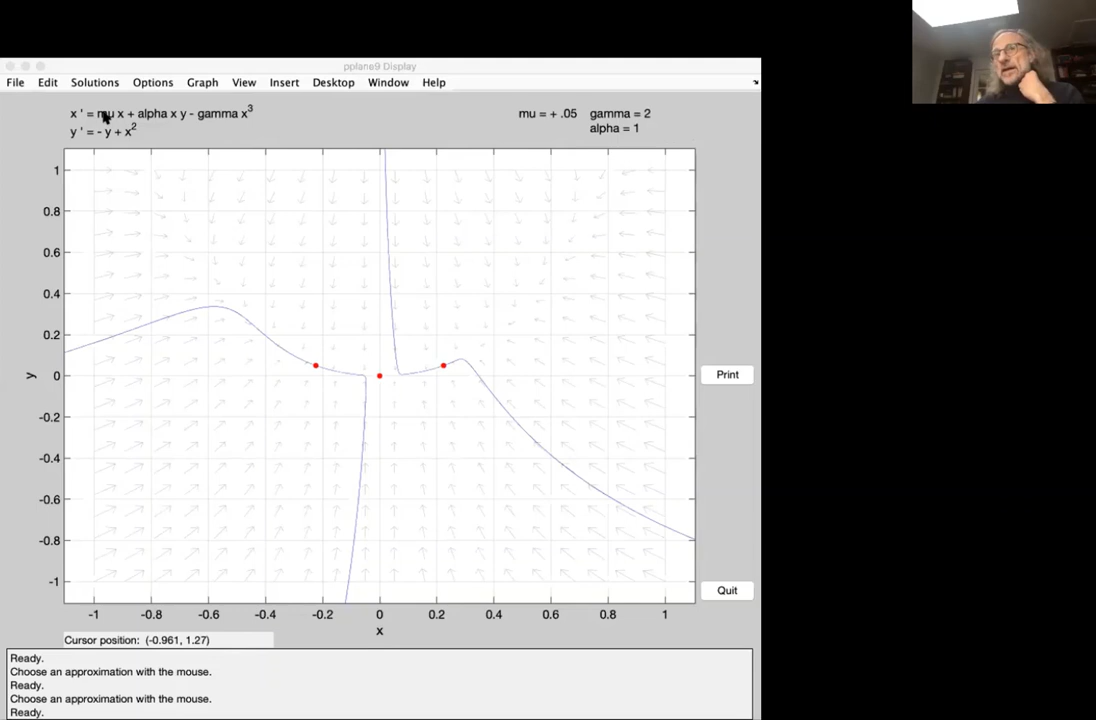 pplane9 Display
File Edit Solutions Options Graph View Insert Desktop Window Help
x ' = mu x + alpha x y - gamma x³
y ' = - y + x²
mu = + .05 gamma = 2
alpha = 1
1
0.8
0.6
0.4
0.2
0
-0.2
-0.4
-0.6
-0.8
-1
y
-1 -0.8 -0.6 -0.4 -0.2 0 0.2 0.4 0.6 0.8 1
x
Print
Quit
Cursor position: (-0.961, 1.27)
Ready.
Choose an approximation with the mouse.
Ready.
Choose an approximation with the mouse.
Ready.